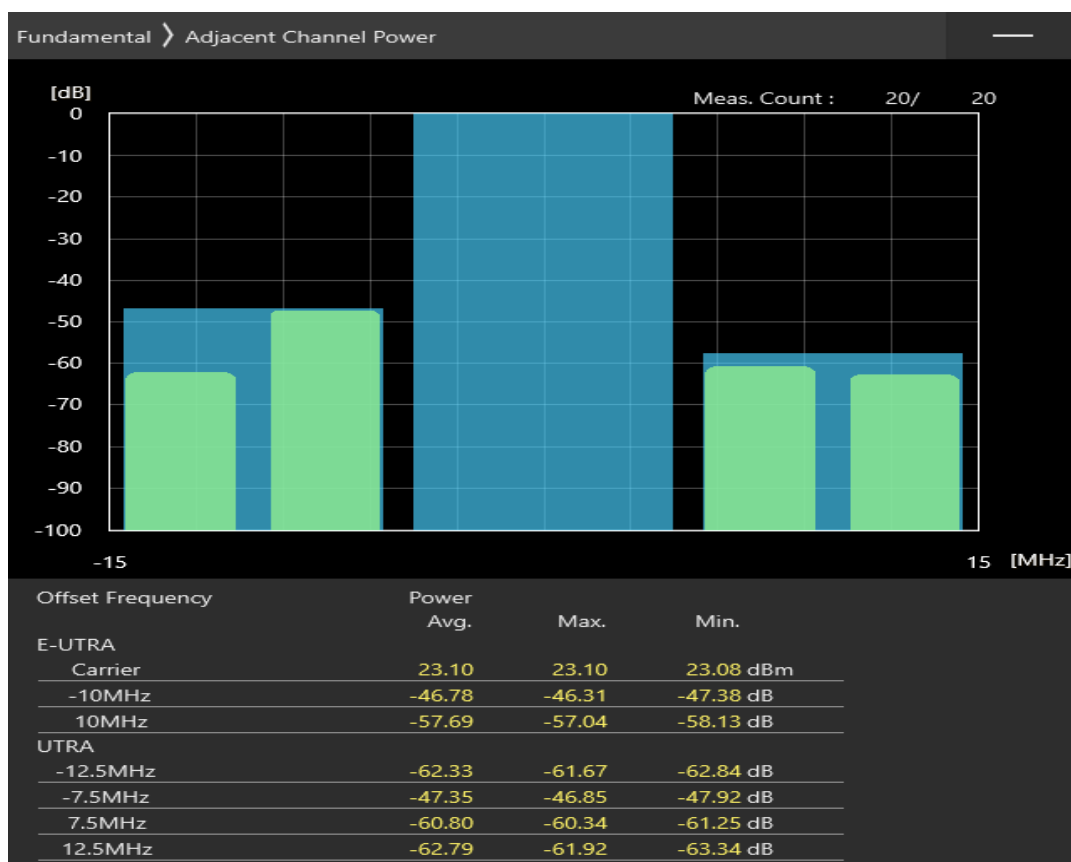 Fundamental ❯ Adjacent Channel Power
[dB]
Meas. Count : 20/ 20
0
-10
-20
-30
-40
-50
-60
-70
-80
-90
-100
-15 15 [MHz]
Offset Frequency Power
Avg. Max. Min.
E-UTRA
Carrier 23.10 23.10 23.08 dBm
-10MHz -46.78 -46.31 -47.38 dB
10MHz -57.69 -57.04 -58.13 dB
UTRA
-12.5MHz -62.33 -61.67 -62.84 dB
-7.5MHz -47.35 -46.85 -47.92 dB
7.5MHz -60.80 -60.34 -61.25 dB
12.5MHz -62.79 -61.92 -63.34 dB